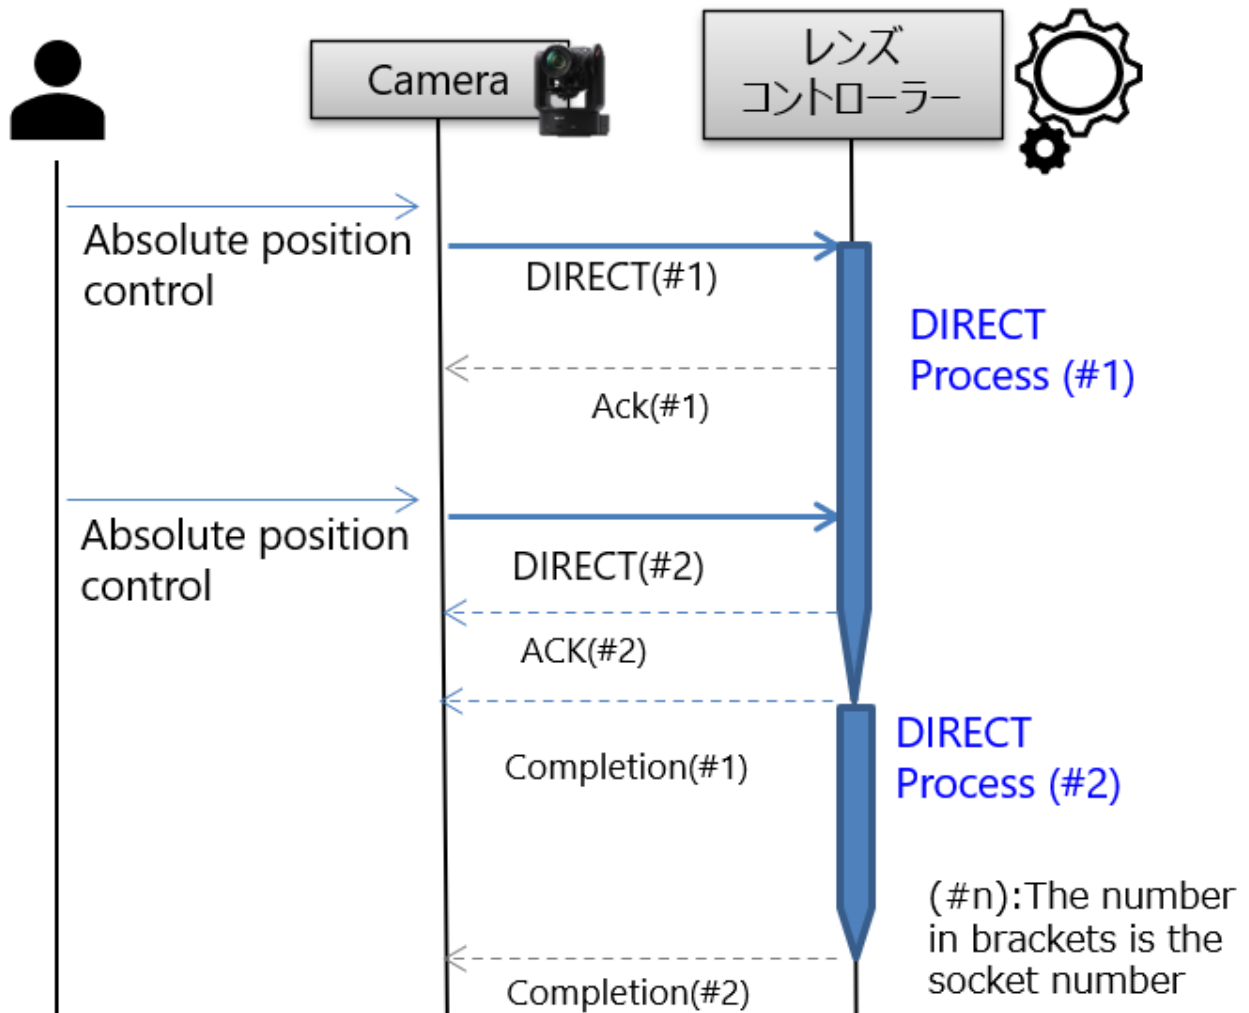 Camera
レンズ
コントローラー
Absolute position
control
DIRECT(#1)
DIRECT
Process (#1)
Ack(#1)
Absolute position
control
DIRECT(#2)
ACK(#2)
Completion(#1)
DIRECT
Process (#2)
(#n):The number
in brackets is the
socket number
Completion(#2)